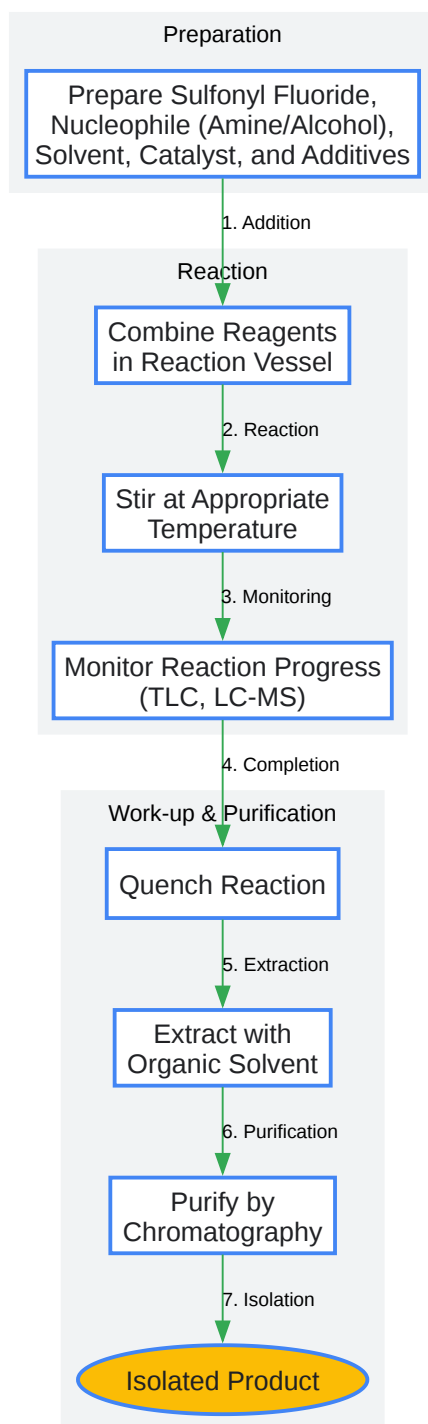 Preparation
Prepare Sulfonyl Fluoride,
Nucleophile (Amine/Alcohol),
Solvent, Catalyst, and Additives
1. Addition
Reaction
Combine Reagents
in Reaction Vessel
2. Reaction
Stir at Appropriate
Temperature
3. Monitoring
Monitor Reaction Progress
(TLC, LC-MS)
4. Completion
Work-up & Purification
Quench Reaction
5. Extraction
Extract with
Organic Solvent
6. Purification
Purify by
Chromatography
7. Isolation
Isolated Product